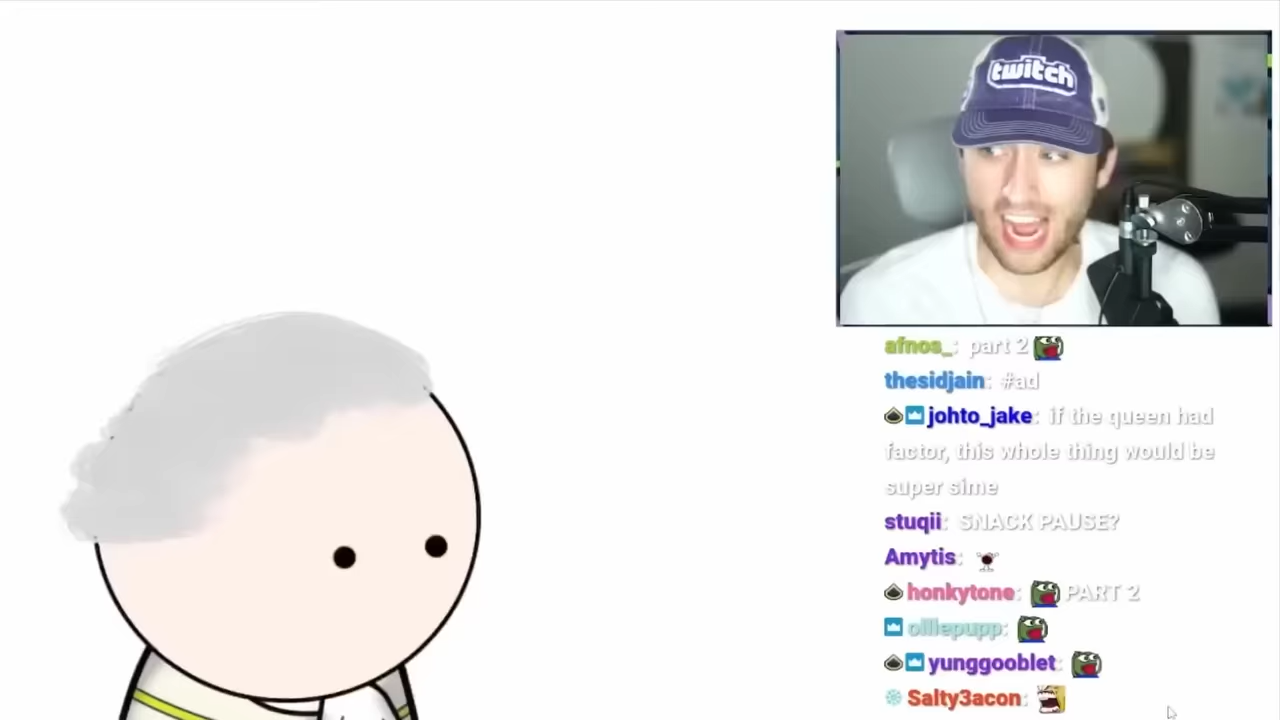 twitch
afnos_: part 2
thesidjain: #ad
johto_jake: if the queen had
factor, this whole thing would be
super sime
stuqii: SNACK PAUSE?
Amytis:
honkytone: PART 2
olliepupp:
yunggooblet:
Salty3acon: